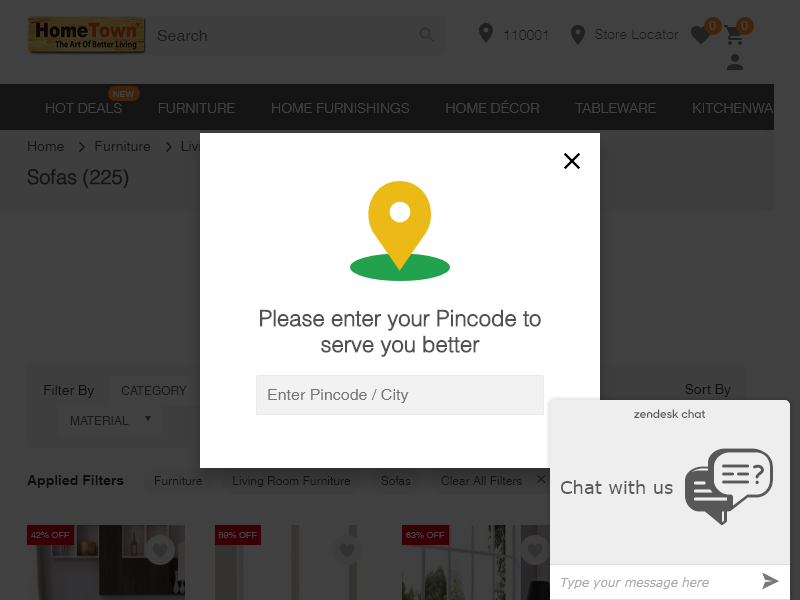 HomeTown
The Art Of Better Living
Search
110001
Store Locator
0
0
NEW
HOT DEALS
FURNITURE
HOME FURNISHINGS
HOME DÉCOR
TABLEWARE
KITCHENWA
Home
Furniture
Livi
Sofas (225)
Please enter your Pincode to
serve you better
Enter Pincode / City
Filter By
CATEGORY
Sort By
MATERIAL
Applied Filters
Furniture
Living Room Furniture
Sofas
Clear All Filters
42% OFF
69% OFF
63% OFF
zendesk chat
Chat with us
Type your message here